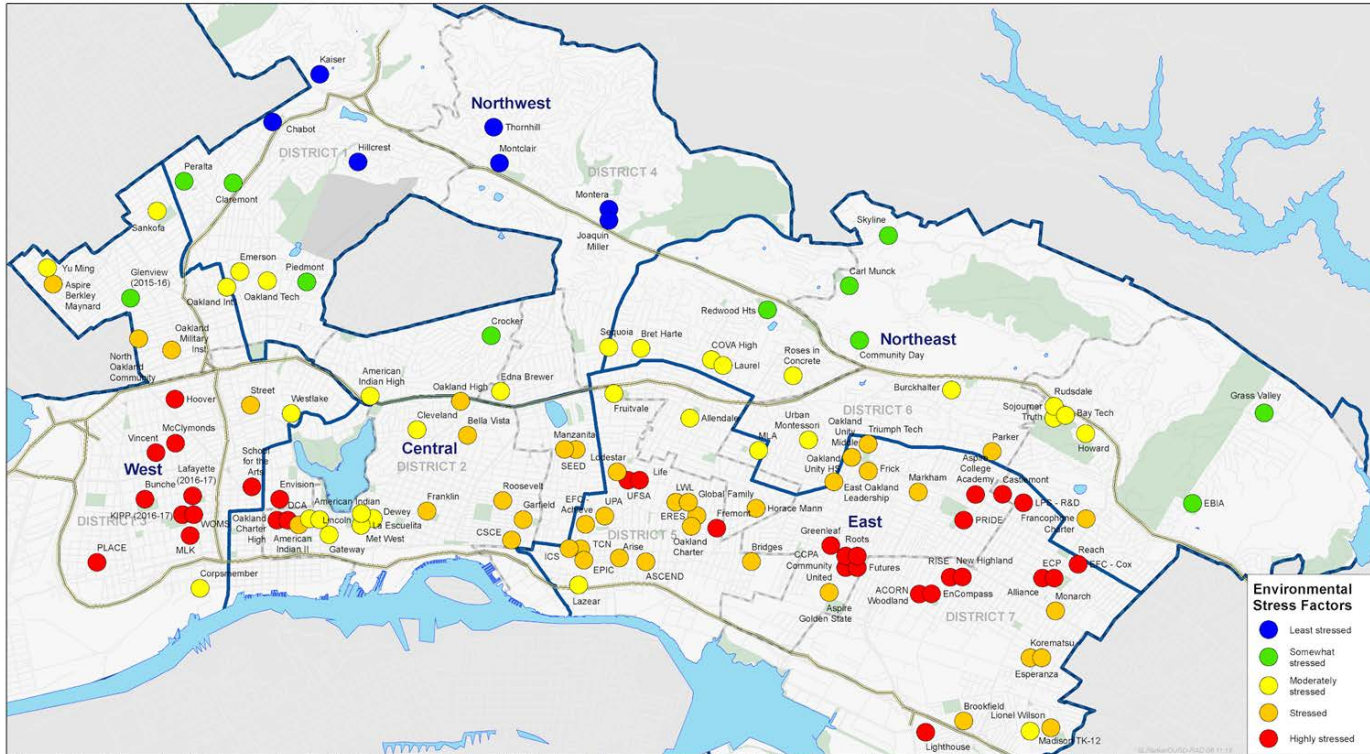 Kaiser
Northwest
Chabot
Thornhill
DISTRICT 1
Hillcrest
Montclair
Peralta
DISTRICT 4
Claremont
Montera
Sankofa
Joaquin
Miller
Skyline
Yu Ming
Glenview
(2015-16)
Emerson
Piedmont
Carl Munck
Aspire
Berkley
Maynard
Oakland Int.
Oakland Tech
Redwood Hts
Northeast
Oakland
Military
Inst
Crocker
Sequoia
Bret Harte
COVA High
Community Day
North
Oakland
Community
Laurel
Roses in
Concrete
American
Indian High
Edna Brewer
Burckhalter
Rudsdale
Grass Valley
Hoover
Street
Westlake
Oakland High
Fruitvale
Allendale
Sojourner
Truth
Bay Tech
Cleveland
Bella Vista
DISTRICT 6
Howard
McClymonds
Urban
Montessori
Oakland
Unity
Middle
Triumph Tech
Vincent
Central
DISTRICT 2
Manzanita
MLA
Parker
West
School
for the
Arts
SEED
Lodestar
Life
Oakland
Unity HS
Frick
Aspire
College
Academy
Castlemont
Bunche
Lafayette
(2016-17)
Envision
UFSA
East Oakland
Leadership
Markham
LPS - R&D
DCA
American Indian
Franklin
Roosevelt
EFC -
Achieve
UPA
LWL
Global Family
Horace Mann
EBIA
DISTRICT 3
KIPP (2016-17)
WOMS
Oakland
Charter
High
Lincoln
Dewey
La Escuelita
Garfield
ERES
Fremont
East
PRIDE
Francophone
Charter
MLK
American
Indian II
Gateway
Met West
CSCE
DISTRICT 5
Oakland
Charter
Greenleaf
Roots
PLACE
ICS
TCN
Arise
Bridges
CCPA
Community
United
Futures
RISE
New Highland
ECP
Reach
EFC - Cox
EPIC
ASCEND
Corpsmember
Lazear
Aspire
Golden State
ACORN
Woodland
EnCompass
Alliance
Monarch
DISTRICT 7
Korematsu
Esperanza
Brookfield
Lionel Wilson
Lighthouse
Madison TK-12
Environmental
Stress Factors
Least stressed
Somewhat
stressed
Moderately
stressed
Stressed
Highly stressed